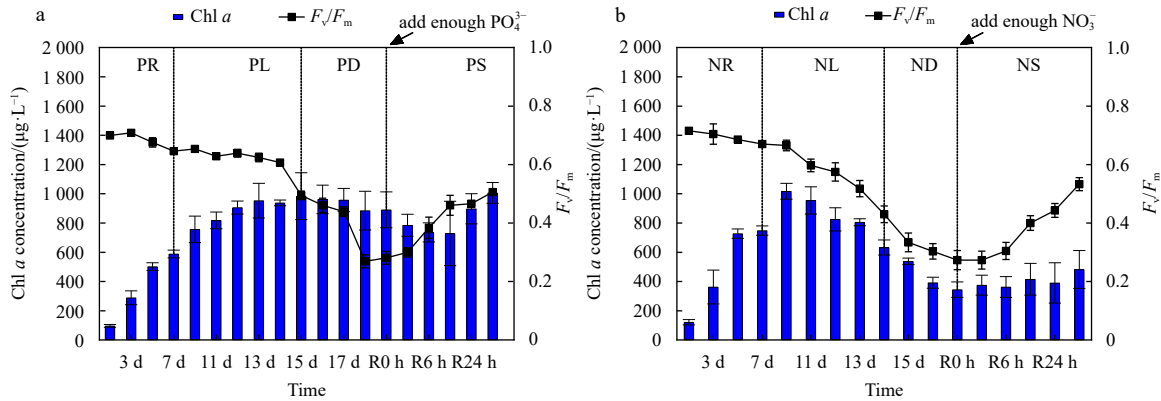 a
Chl a
Fv/Fm
add enough PO₄³⁻
2 000
1 800
1 600
1 400
1 200
1 000
800
600
400
200
0
Chl a concentration/(μg·L⁻¹)
PR
PL
PD
PS
1.0
0.8
0.6
0.4
0.2
0
Fv/Fm
3 d
7 d
11 d
13 d
15 d
17 d
R0 h
R6 h
R24 h
Time
b
Chl a
Fv/Fm
add enough NO₃⁻
2 000
1 800
1 600
1 400
1 200
1 000
800
600
400
200
0
Chl a concentration/(μg·L⁻¹)
NR
NL
ND
NS
1.0
0.8
0.6
0.4
0.2
0
Fv/Fm
3 d
7 d
11 d
13 d
15 d
17 d
R0 h
R6 h
R24 h
Time